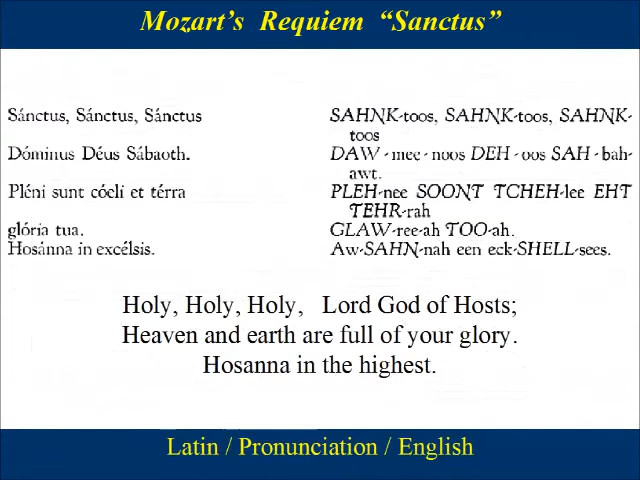 Mozart's Requiem “Sanctus”
Sánctus, Sánctus, Sánctus
SAHNK-toos, SAHNK-toos, SAHNK-
toos
Dóminus Déus Sábaoth.
DAW-mee-noos DEH-oos SAH-bah-
awt.
Pléni sunt cóeli et térra
PLEH-nee SOONT TCHEH-lee EHT
TEHR-rah
glória tua.
GLAW-ree-ah TOO-ah.
Hosánna in excélsis.
Aw-SAHN-nah een eck-SHELL-sees.
Holy, Holy, Holy, Lord God of Hosts;
Heaven and earth are full of your glory.
Hosanna in the highest.
Latin / Pronunciation / English